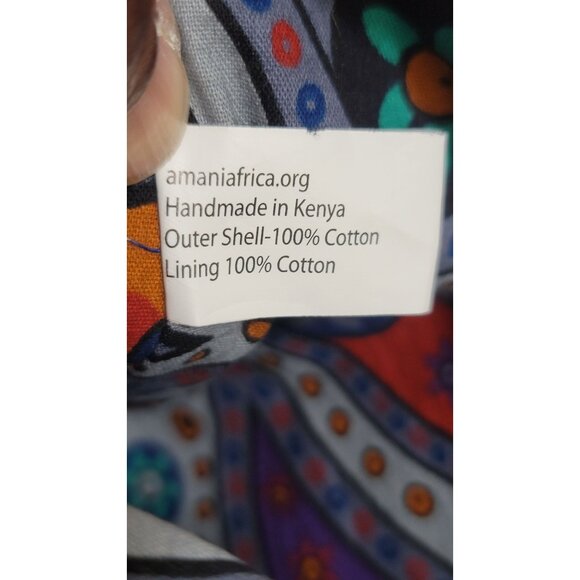 amaniafrica.org
Handmade in Kenya
Outer Shell-100% Cotton
Lining 100% Cotton